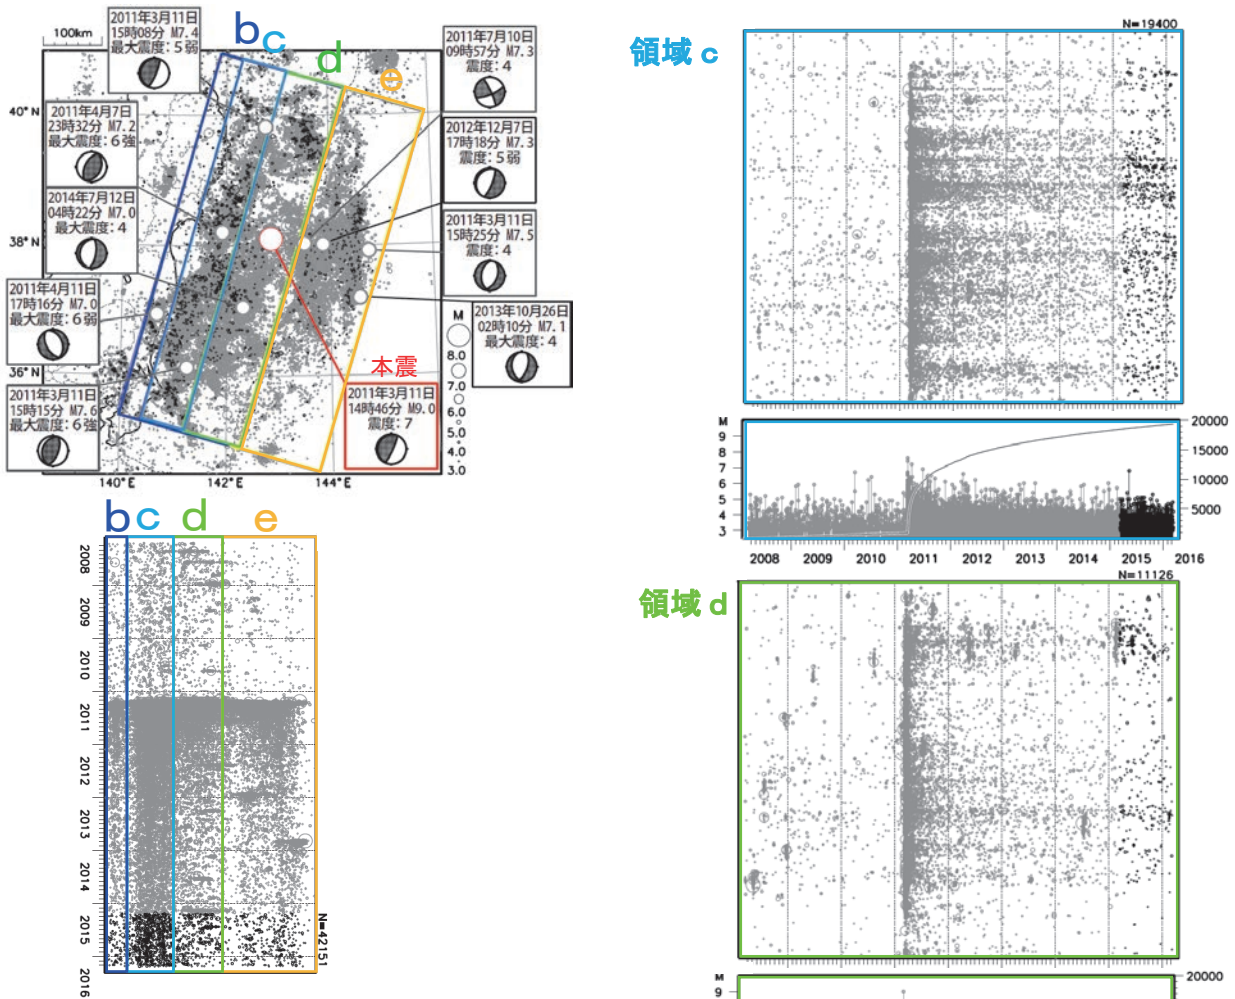 100km
2011年3月11日
15時08分 M7.4
最大震度:5弱
b
c
d
e
2011年7月10日
09時57分 M7.3
震度:4
40°N
2011年4月7日
23時32分 M7.2
最大震度:6強
2012年12月7日
17時18分 M7.3
震度:5弱
2014年7月12日
04時22分 M7.0
最大震度:4
38°N
2011年3月11日
15時25分 M7.5
震度:4
2011年4月11日
17時16分 M7.0
最大震度:6弱
2013年10月26日
02時10分 M7.1
最大震度:4
M
8.0
7.0
6.0
5.0
4.0
3.0
36°N
本震
2011年3月11日
14時46分 M9.0
震度:7
2011年3月11日
15時15分 M7.6
最大震度:6強
140°E
142°E
144°E
b
c
d
e
2008
2009
2010
2011
2012
2013
2014
2015
2016
N=42151
領域 c
N=19400
M
9
8
7
6
5
4
3
20000
15000
10000
5000
2008 2009 2010 2011 2012 2013 2014 2015 2016
領域 d
N=11126
M
9
20000